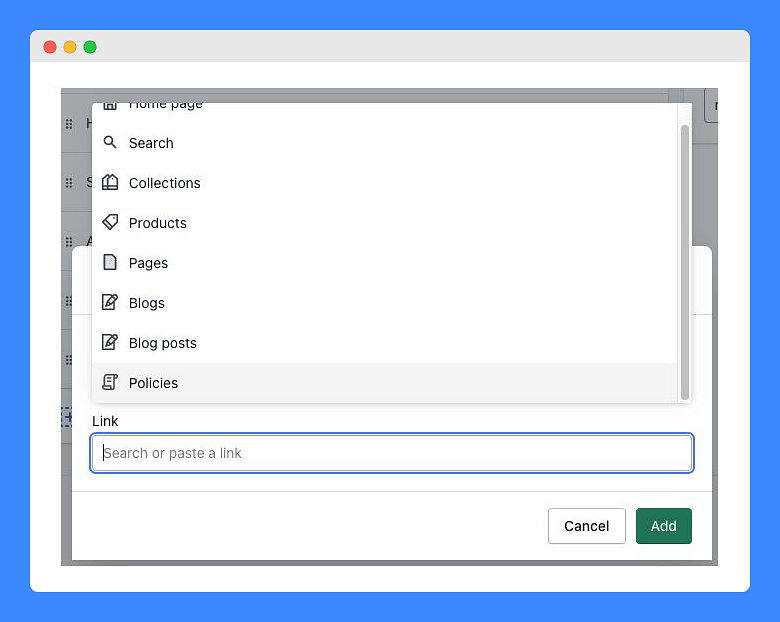 Home page
Search
Collections
Products
Pages
Blogs
Blog posts
Policies
Link
Search or paste a link
Cancel
Add